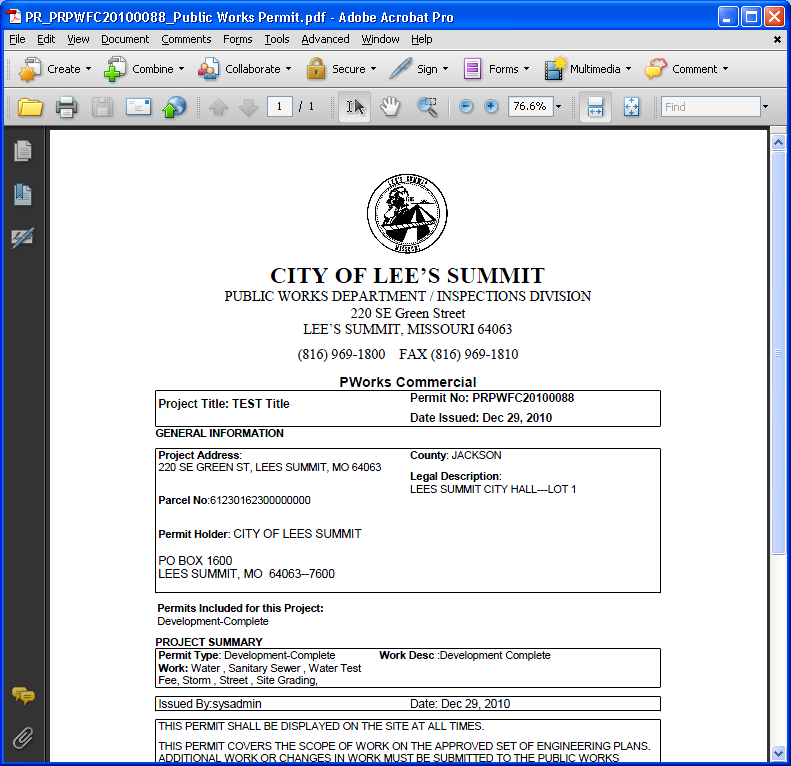 PR_PRPWFC20100088_Public Works Permit.pdf - Adobe Acrobat Pro
File Edit View Document Comments Forms Tools Advanced Window Help
Create Combine Collaborate Secure Sign Forms Multimedia Comment
1 / 1 76.6% Find
LEE'S SUMMIT
MISSOURI
CITY OF LEE'S SUMMIT
PUBLIC WORKS DEPARTMENT / INSPECTIONS DIVISION
220 SE Green Street
LEE'S SUMMIT, MISSOURI 64063
(816) 969-1800 FAX (816) 969-1810
PWorks Commercial
Project Title: TEST Title
Permit No: PRPWFC20100088
Date Issued: Dec 29, 2010
GENERAL INFORMATION
Project Address:
220 SE GREEN ST, LEES SUMMIT, MO 64063
County: JACKSON
Legal Description:
LEES SUMMIT CITY HALL---LOT 1
Parcel No:61230162300000000
Permit Holder: CITY OF LEES SUMMIT
PO BOX 1600
LEES SUMMIT, MO 64063--7600
Permits Included for this Project:
Development-Complete
PROJECT SUMMARY
Permit Type: Development-Complete Work Desc :Development Complete
Work: Water , Sanitary Sewer , Water Test
Fee, Storm , Street , Site Grading,
Issued By:sysadmin Date: Dec 29, 2010
THIS PERMIT SHALL BE DISPLAYED ON THE SITE AT ALL TIMES.
THIS PERMIT COVERS THE SCOPE OF WORK ON THE APPROVED SET OF ENGINEERING PLANS.
ADDITIONAL WORK OR CHANGES IN WORK MUST BE SUBMITTED TO THE PUBLIC WORKS